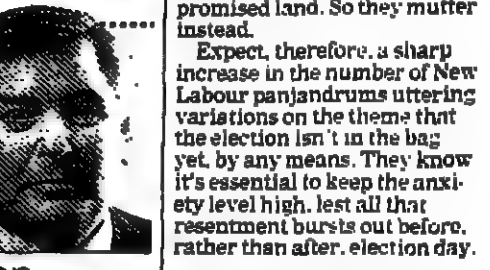 promised land. So they mutter
instead.
Expect, therefore, a sharp
increase in the number of New
Labour panjandrums uttering
variations on the theme that
the election isn't in the bag
yet, by any means. They know
it's essential to keep the anxi-
ety level high, lest all that
resentment bursts out before,
rather than after, election day.